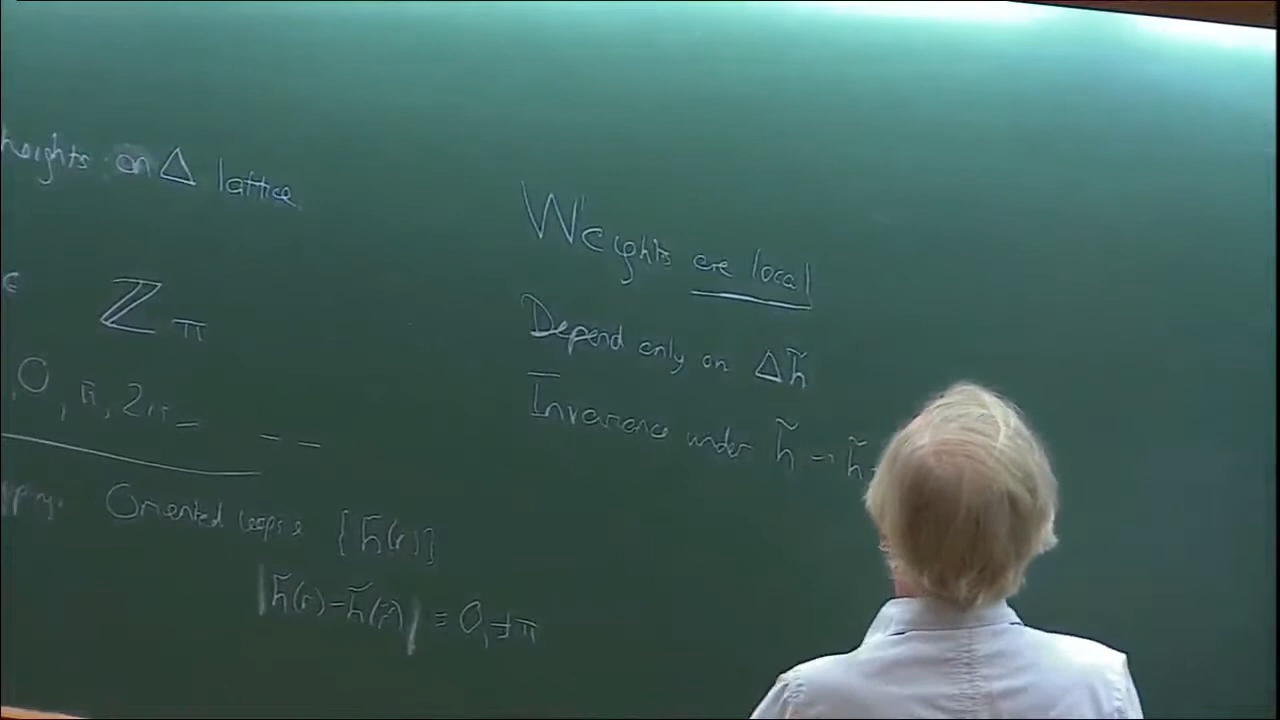 heights on Δ lattice
ϵ ℤ π
, 0, π, 2π – – –
Oriented loops { h̃(r) }
|h̃(r) – h̃(r')| = 0, ±π
Weights are local
Depend only on Δh̃
Invariance under h̃ → h̃